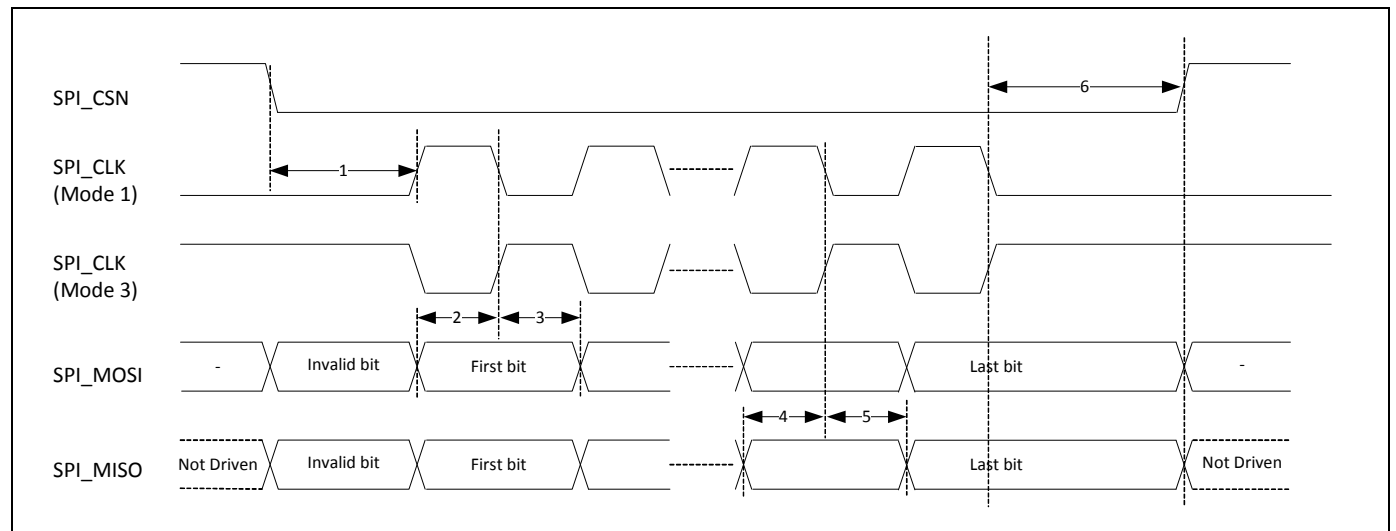 SPI_CSN
6
SPI_CLK
(Mode 1)
1
SPI_CLK
(Mode 3)
2 3
SPI_MOSI - Invalid bit First bit Last bit -
4 5
SPI_MISO Not Driven Invalid bit First bit Last bit Not Driven